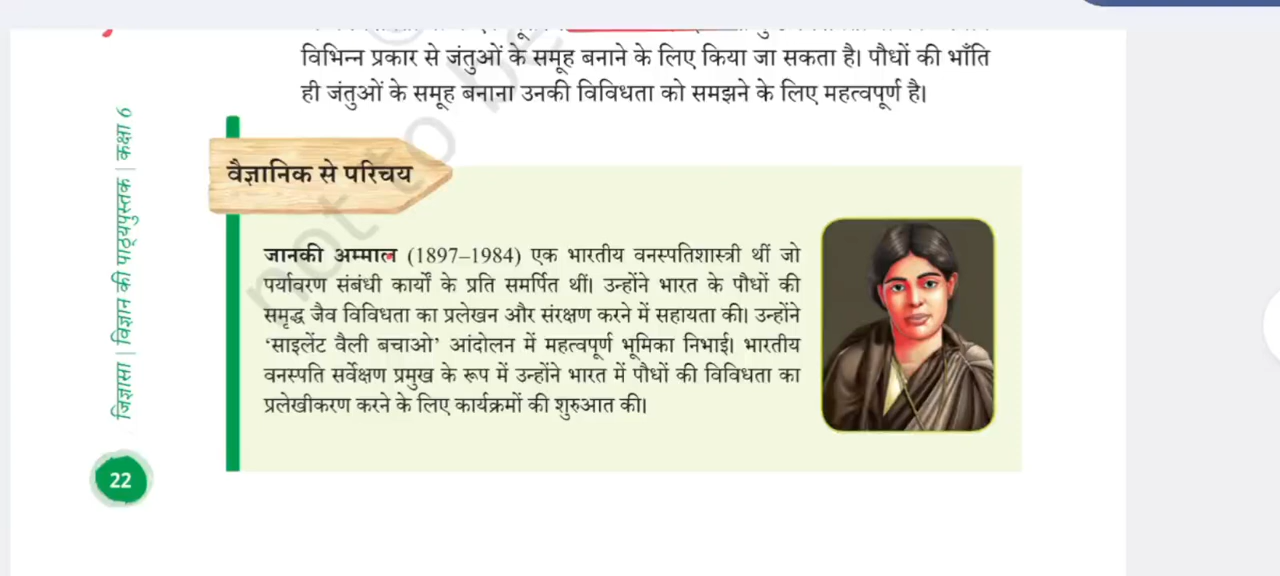 विभिन्न प्रकार से जंतुओं के समूह बनाने के लिए किया जा सकता है। पौधों की भाँति
ही जंतुओं के समूह बनाना उनकी विविधता को समझने के लिए महत्वपूर्ण है।
वैज्ञानिक से परिचय
जानकी अम्माल (1897–1984) एक भारतीय वनस्पतिशास्त्री थीं जो
पर्यावरण संबंधी कार्यों के प्रति समर्पित थीं। उन्होंने भारत के पौधों की
समृद्ध जैव विविधता का प्रलेखन और संरक्षण करने में सहायता की। उन्होंने
‘साइलेंट वैली बचाओ’ आंदोलन में महत्वपूर्ण भूमिका निभाई। भारतीय
वनस्पति सर्वेक्षण प्रमुख के रूप में उन्होंने भारत में पौधों की विविधता का
प्रलेखीकरण करने के लिए कार्यक्रमों की शुरुआत की।
जिज्ञासा | विज्ञान की पाठ्यपुस्तक | कक्षा 6
22
not to be